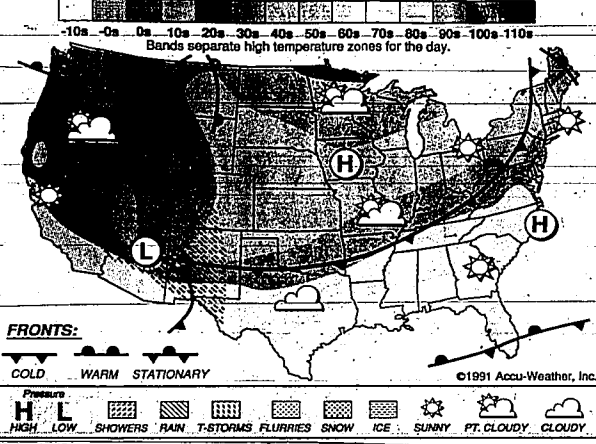 -10s -0s 0s 10s 20s 30s 40s 50s 60s 70s 80s 90s 100s 110s
Bands separate high temperature zones for the day.
H
H
L
FRONTS:
COLD WARM STATIONARY
©1991 Accu-Weather, Inc.
Pressure
H L
HIGH LOW SHOWERS RAIN T-STORMS FLURRIES SNOW ICE SUNNY PT. CLOUDY CLOUDY